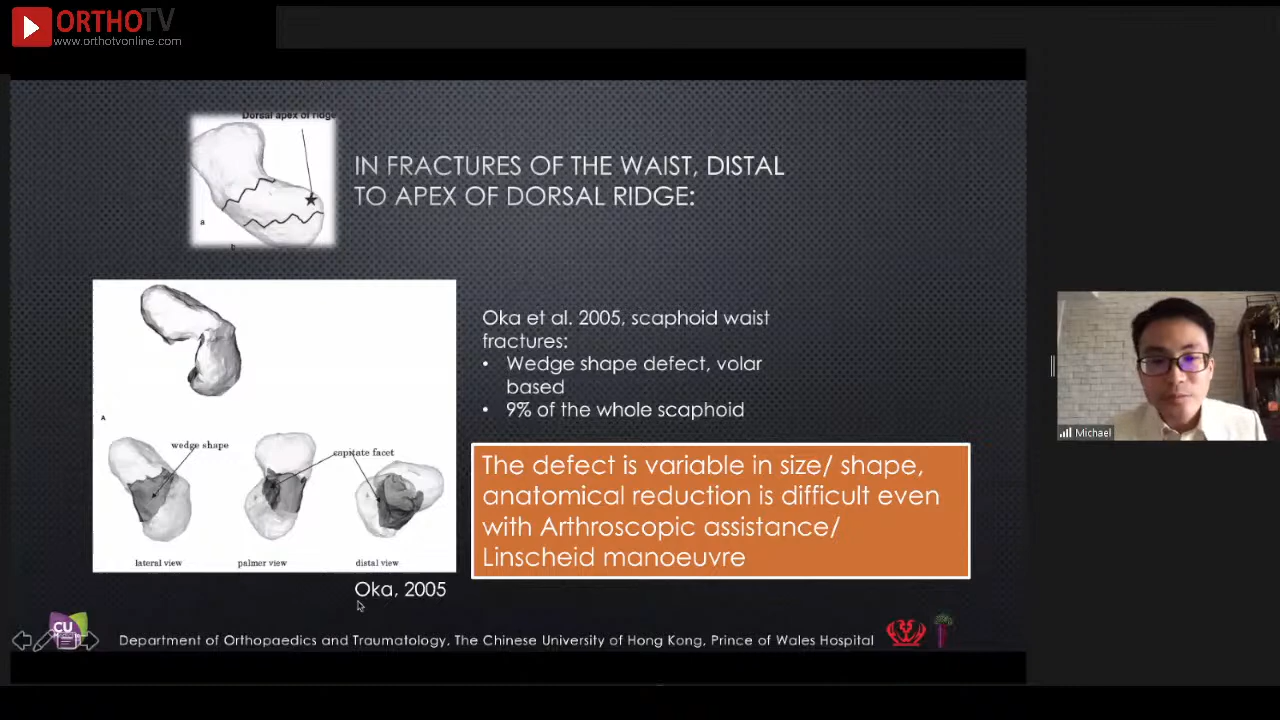 ORTHOTV
www.orthotvonline.com
Dorsal apex of ridge
a
b
IN FRACTURES OF THE WAIST, DISTAL
TO APEX OF DORSAL RIDGE:
Oka et al. 2005, scaphoid waist
fractures:
• Wedge shape defect, volar
based
• 9% of the whole scaphoid
A
wedge shape
capitate facet
lateral view
palmer view
distal view
The defect is variable in size/ shape,
anatomical reduction is difficult even
with Arthroscopic assistance/
Linscheid manoeuvre
Oka, 2005
Michael
CU
Department of Orthopaedics and Traumatology, The Chinese University of Hong Kong, Prince of Wales Hospital